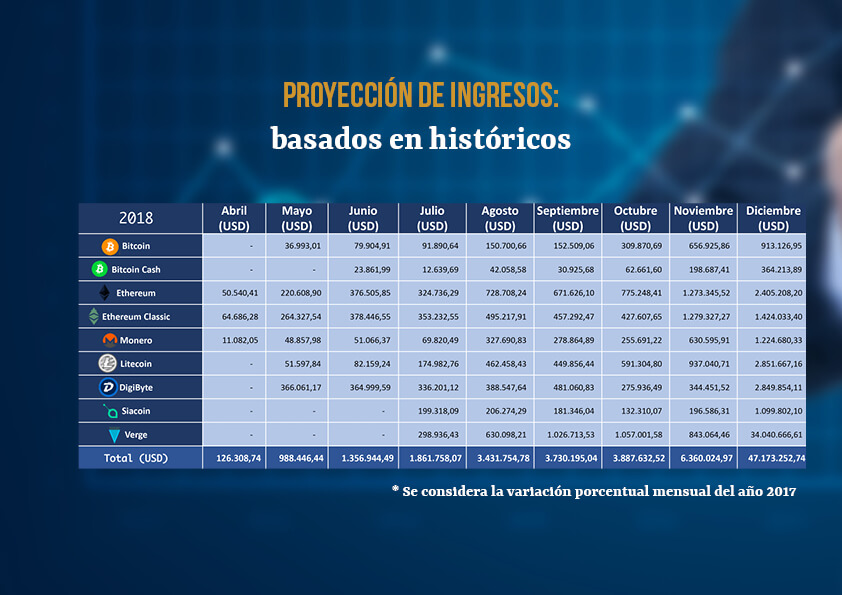 PROYECCIÓN DE INGRESOS:
basados en históricos
2018 Abril (USD) Mayo (USD) Junio (USD) Julio (USD) Agosto (USD) Septiembre (USD) Octubre (USD) Noviembre (USD) Diciembre (USD)
Bitcoin - 36.993,01 79.904,91 91.890,64 150.700,66 152.509,06 309.870,69 656.925,86 913.126,95
Bitcoin Cash - - 23.861,99 12.639,69 42.058,58 30.925,68 62.661,60 198.687,41 364.213,89
Ethereum 50.540,41 220.608,90 376.505,85 324.736,29 728.708,24 671.626,10 775.248,41 1.273.345,52 2.405.208,20
Ethereum Classic 64.686,28 264.327,54 378.446,55 353.232,55 495.217,91 457.292,47 427.607,65 1.279.327,27 1.424.033,40
Monero 11.082,05 48.857,98 51.066,37 69.820,49 327.690,83 278.864,89 255.691,22 630.595,91 1.224.680,33
Litecoin - 51.597,84 82.159,24 174.982,76 462.458,43 449.856,44 591.304,80 937.040,71 2.851.667,16
DigiByte - 366.061,17 364.999,59 336.201,12 388.547,64 481.060,83 275.936,49 344.451,52 2.849.854,11
Siacoin - - - 199.318,09 206.274,29 181.346,04 132.310,07 196.586,31 1.099.802,10
Verge - - - 298.936,43 630.098,21 1.026.713,53 1.057.001,58 843.064,46 34.040.666,61
Total (USD) 126.308,74 988.446,44 1.356.944,49 1.861.758,07 3.431.754,78 3.730.195,04 3.887.632,52 6.360.024,97 47.173.252,74
* Se considera la variación porcentual mensual del año 2017